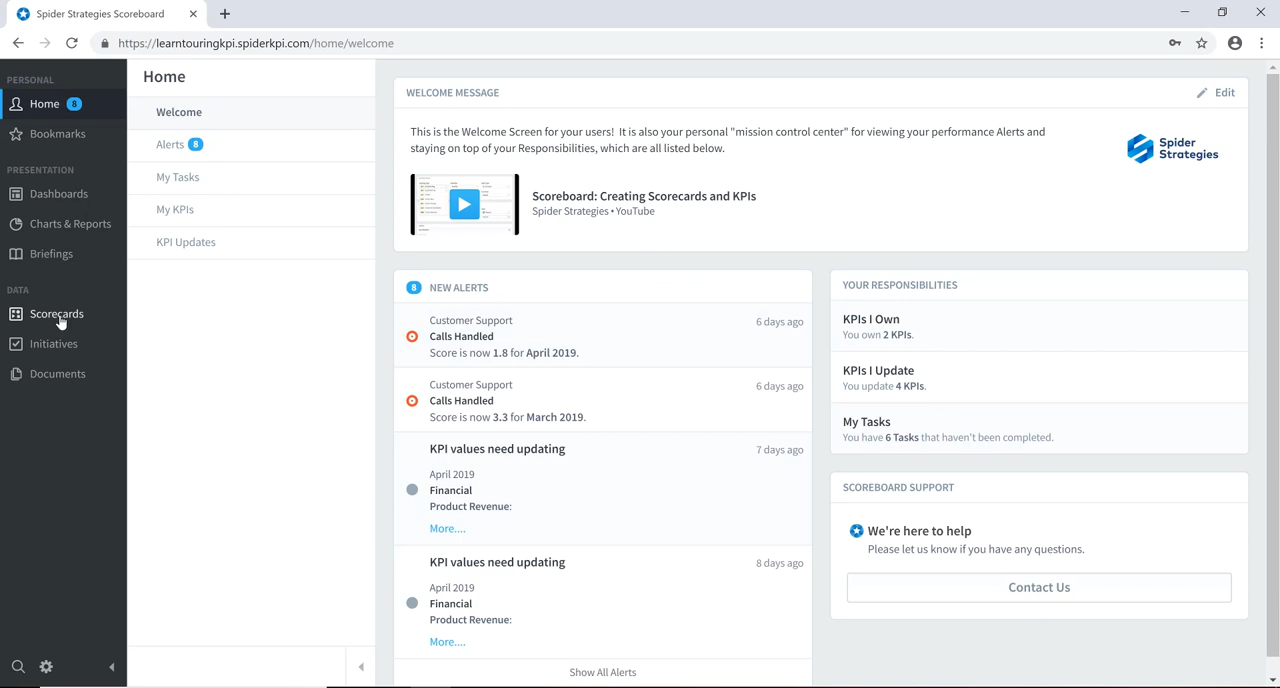 Spider Strategies Scoreboard
https://learntouringkpi.spiderkpi.com/home/welcome
PERSONAL
Home 8
Bookmarks
PRESENTATION
Dashboards
Charts & Reports
Briefings
DATA
Scorecards
Initiatives
Documents
Home
Welcome
Alerts 8
My Tasks
My KPIs
KPI Updates
WELCOME MESSAGE
Edit
This is the Welcome Screen for your users! It is also your personal "mission control center" for viewing your performance Alerts and
staying on top of your Responsibilities, which are all listed below.
Spider
Strategies
Scoreboard: Creating Scorecards and KPIs
Spider Strategies • YouTube
8 NEW ALERTS
Customer Support 6 days ago
Calls Handled
Score is now 1.8 for April 2019.
Customer Support 6 days ago
Calls Handled
Score is now 3.3 for March 2019.
KPI values need updating 7 days ago
April 2019
Financial
Product Revenue:
More....
KPI values need updating 8 days ago
April 2019
Financial
Product Revenue:
More....
Show All Alerts
YOUR RESPONSIBILITIES
KPIs I Own
You own 2 KPIs.
KPIs I Update
You update 4 KPIs.
My Tasks
You have 6 Tasks that haven't been completed.
SCOREBOARD SUPPORT
We're here to help
Please let us know if you have any questions.
Contact Us